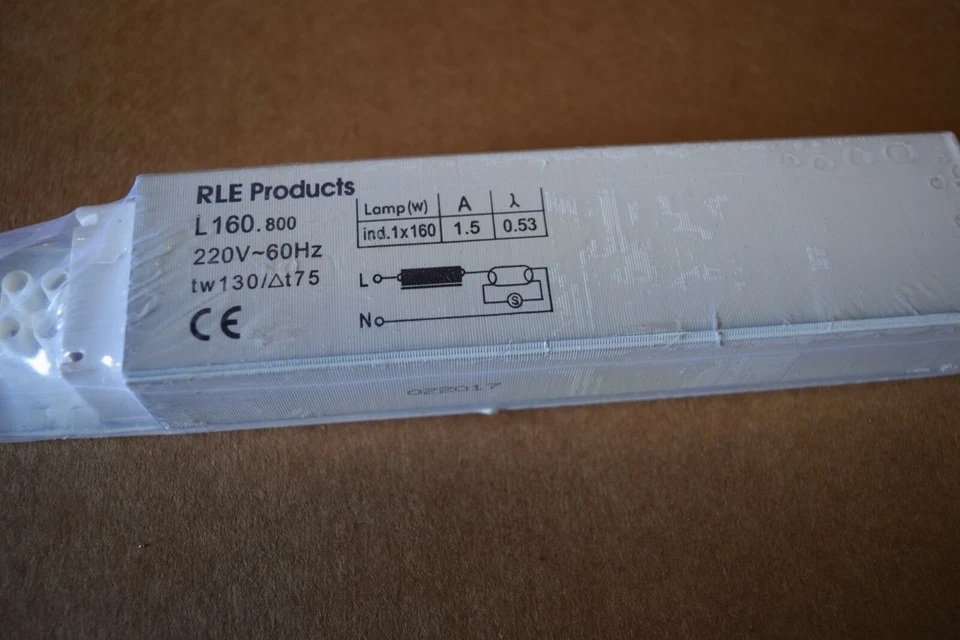 RLE Products
L160.800
220V~60Hz
tw130/Δt75
CE
Lamp(w) A λ
ind.1x160 1.5 0.53
L
S
N
022017